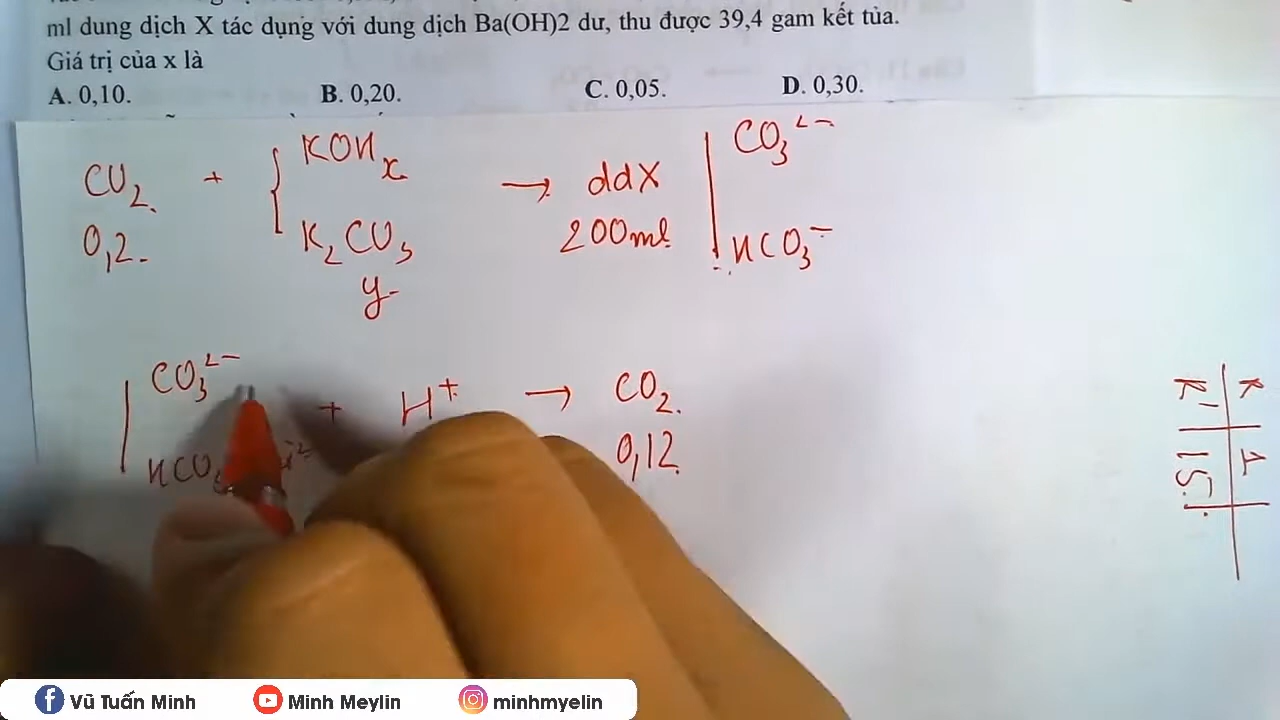 ml dung dịch X tác dụng với dung dịch Ba(OH)2 dư, thu được 39,4 gam kết tủa.
Giá trị của x là
A. 0,10. B. 0,20. C. 0,05. D. 0,30.
CO2 + KOH x → ddX CO3 2-
0,2 K2CO3 200ml HCO3 -
y
CO3 2- + H+ → CO2
HCO3 0,12
K 1
K' 15
Vũ Tuấn Minh Minh Meylin minhmyelin